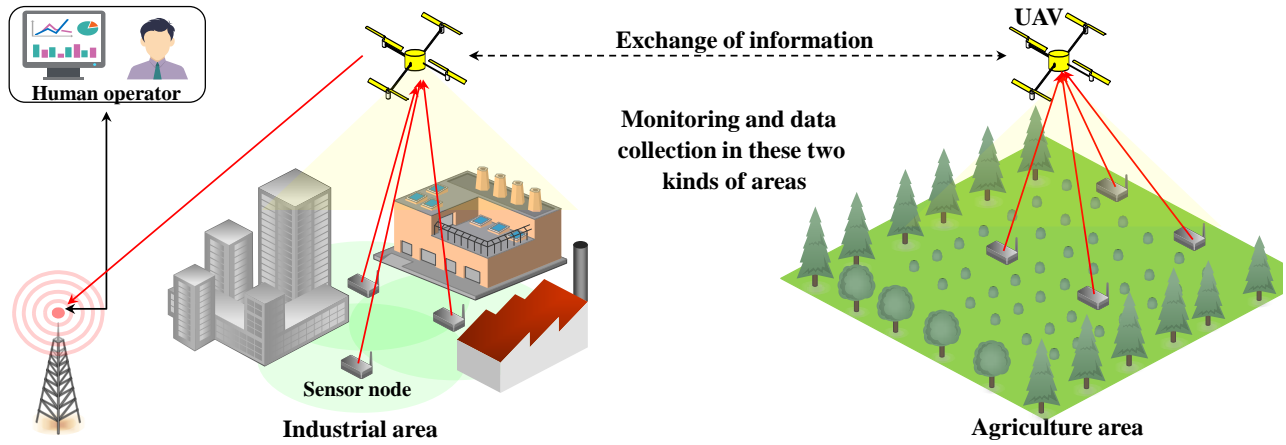 UAV
Exchange of information
Human operator
Monitoring and data
collection in these two
kinds of areas
Sensor node
Industrial area
Agriculture area